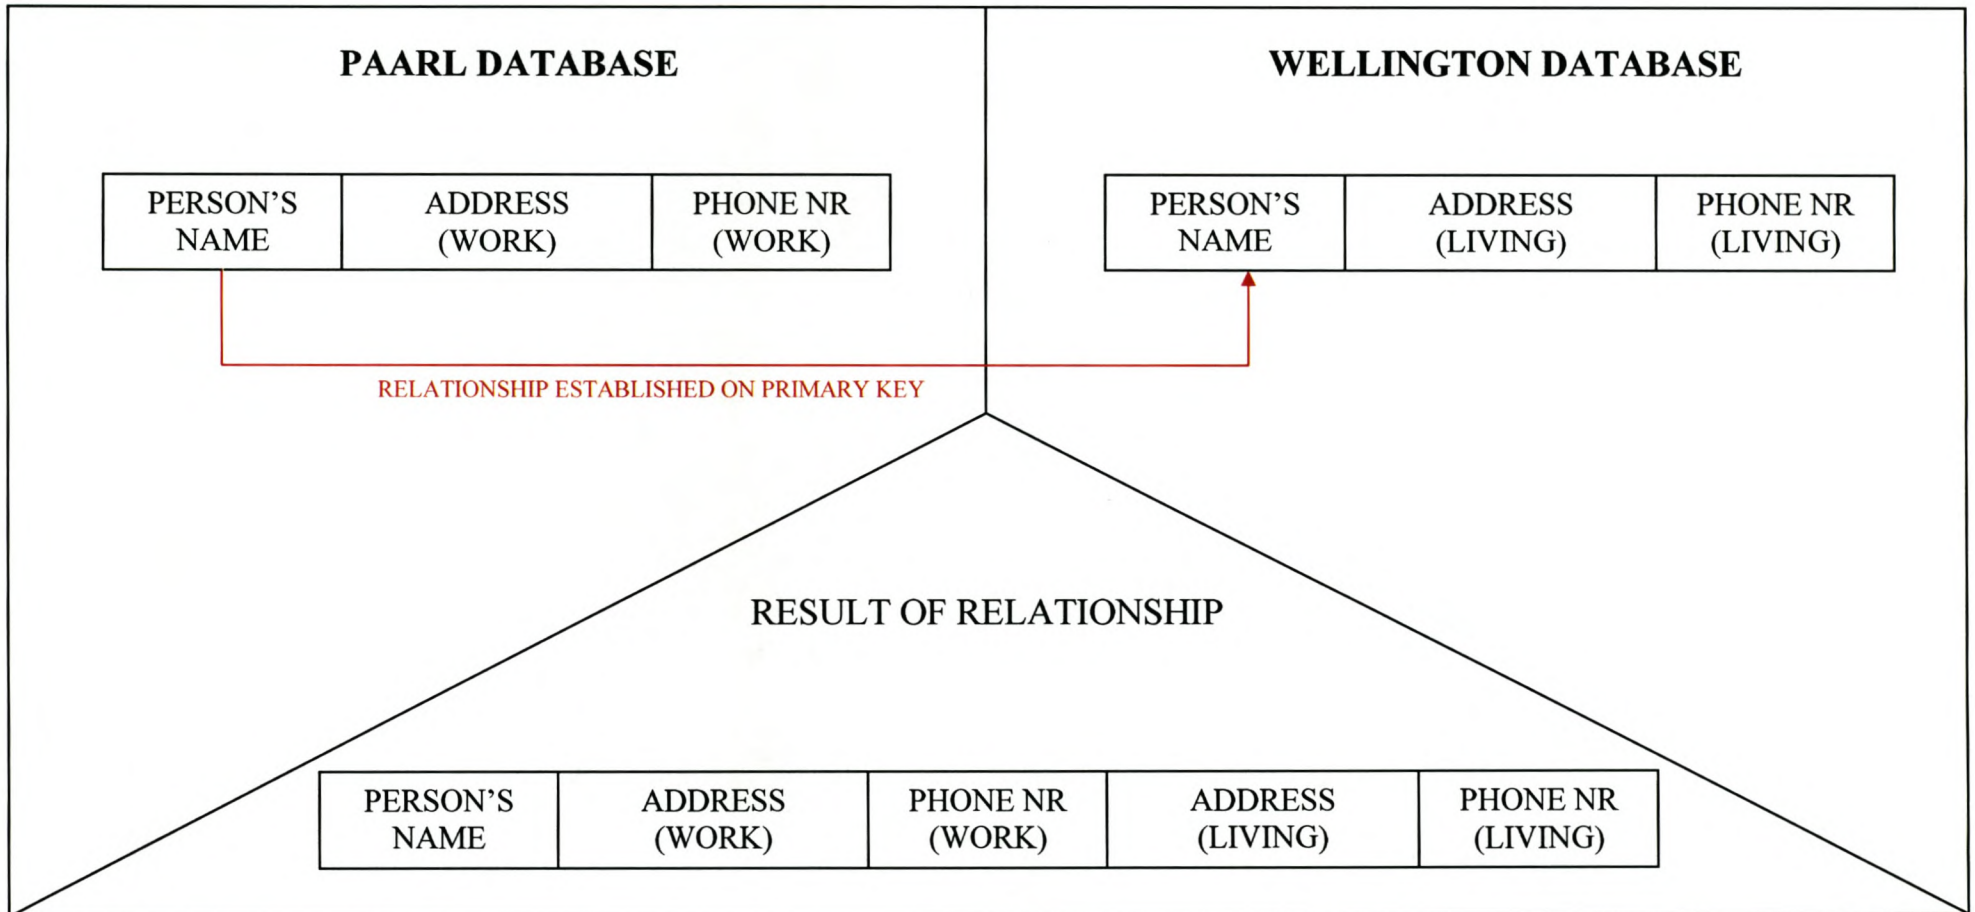 PAARL DATABASE
PERSON'S
NAME
ADDRESS
(WORK)
PHONE NR
(WORK)
WELLINGTON DATABASE
PERSON'S
NAME
ADDRESS
(LIVING)
PHONE NR
(LIVING)
RELATIONSHIP ESTABLISHED ON PRIMARY KEY
RESULT OF RELATIONSHIP
PERSON'S
NAME
ADDRESS
(WORK)
PHONE NR
(WORK)
ADDRESS
(LIVING)
PHONE NR
(LIVING)